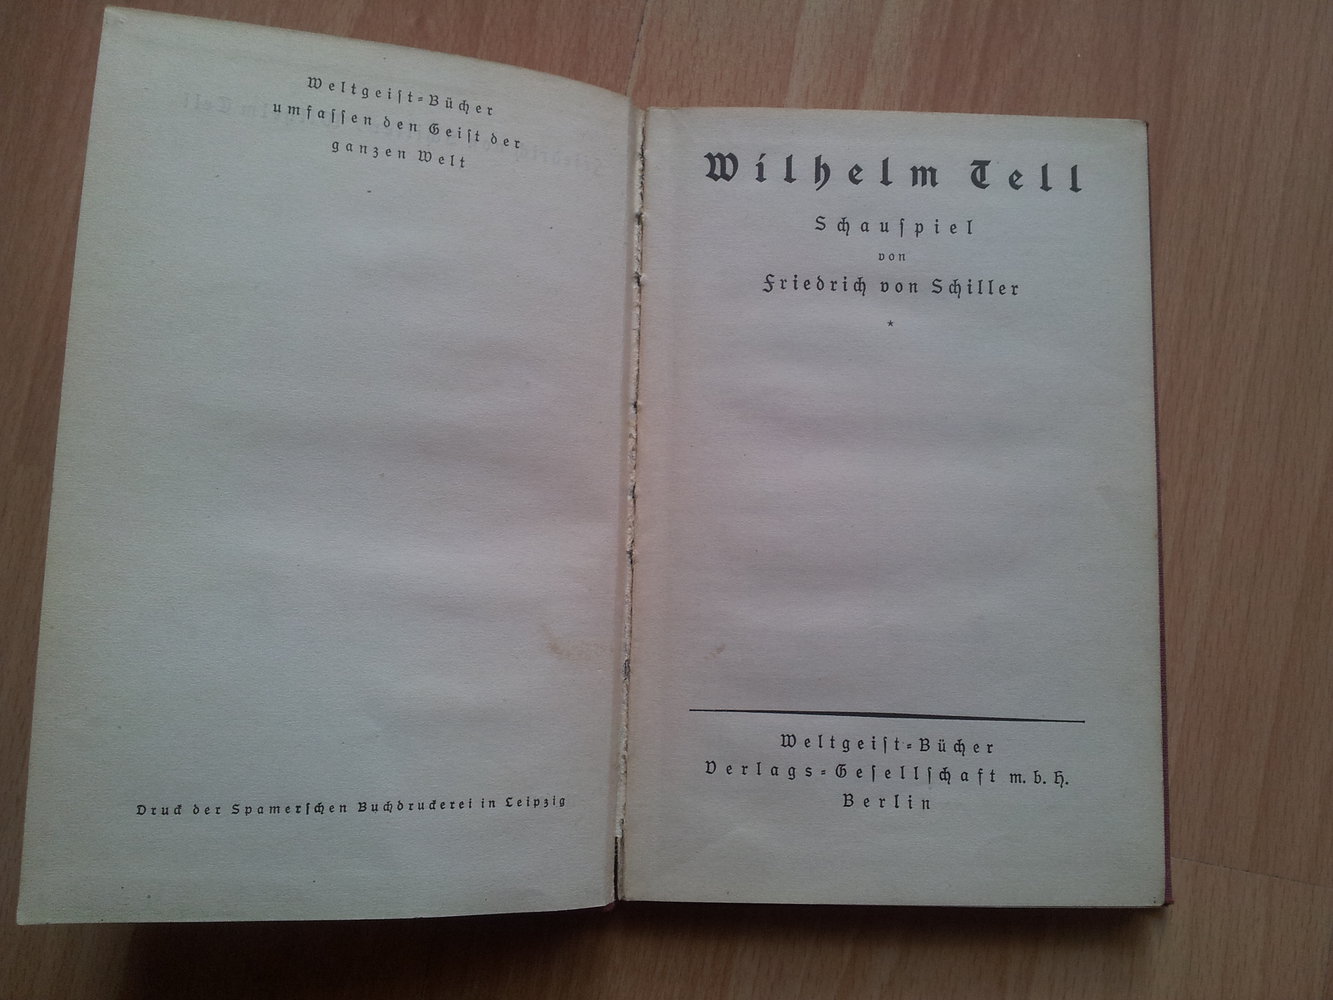 Weltgeiſt-Bücher
umfaſſen den Geiſt der
ganzen Welt
Druck der Spamerſchen Buchdruckerei in Leipzig
Wilhelm Tell
Schauſpiel
von
Friedrich von Schiller
*
Weltgeiſt-Bücher
Verlags-Geſellſchaft m. b. H.
Berlin